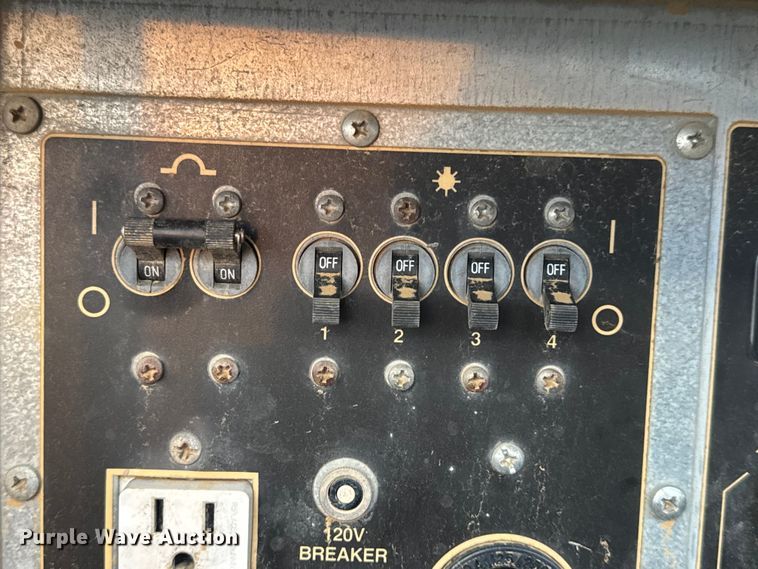 ON ON OFF OFF OFF OFF
1 2 3 4
120V
BREAKER
Purple Wave Auction